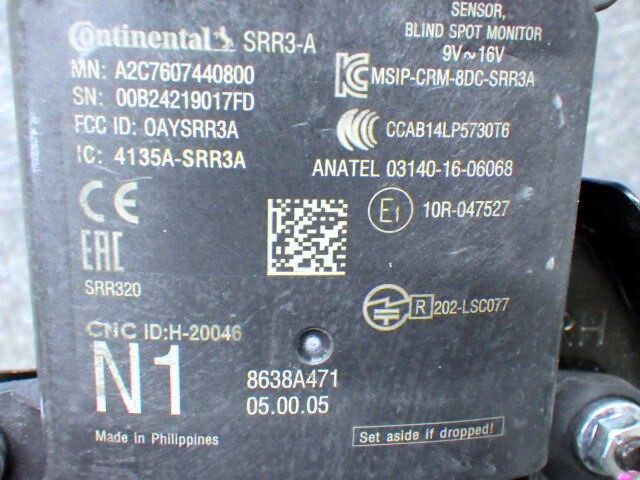 Continental SRR3-A
SENSOR,
BLIND SPOT MONITOR
9V~16V
MN: A2C7607440800
SN: 00B24219017FD
FCC ID: OAYSRR3A
IC: 4135A-SRR3A
MSIP-CRM-8DC-SRR3A
CCAB14LP5730T6
ANATEL 03140-16-06068
CE
E1 10R-047527
EAC
SRR320
R 202-LSC077
CNC ID:H-20046
N1
8638A471
05.00.05
Made in Philippines
Set aside if dropped!
RH